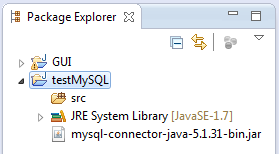 Package Explorer
GUI
testMySQL
src
JRE System Library [JavaSE-1.7]
mysql-connector-java-5.1.31-bin.jar